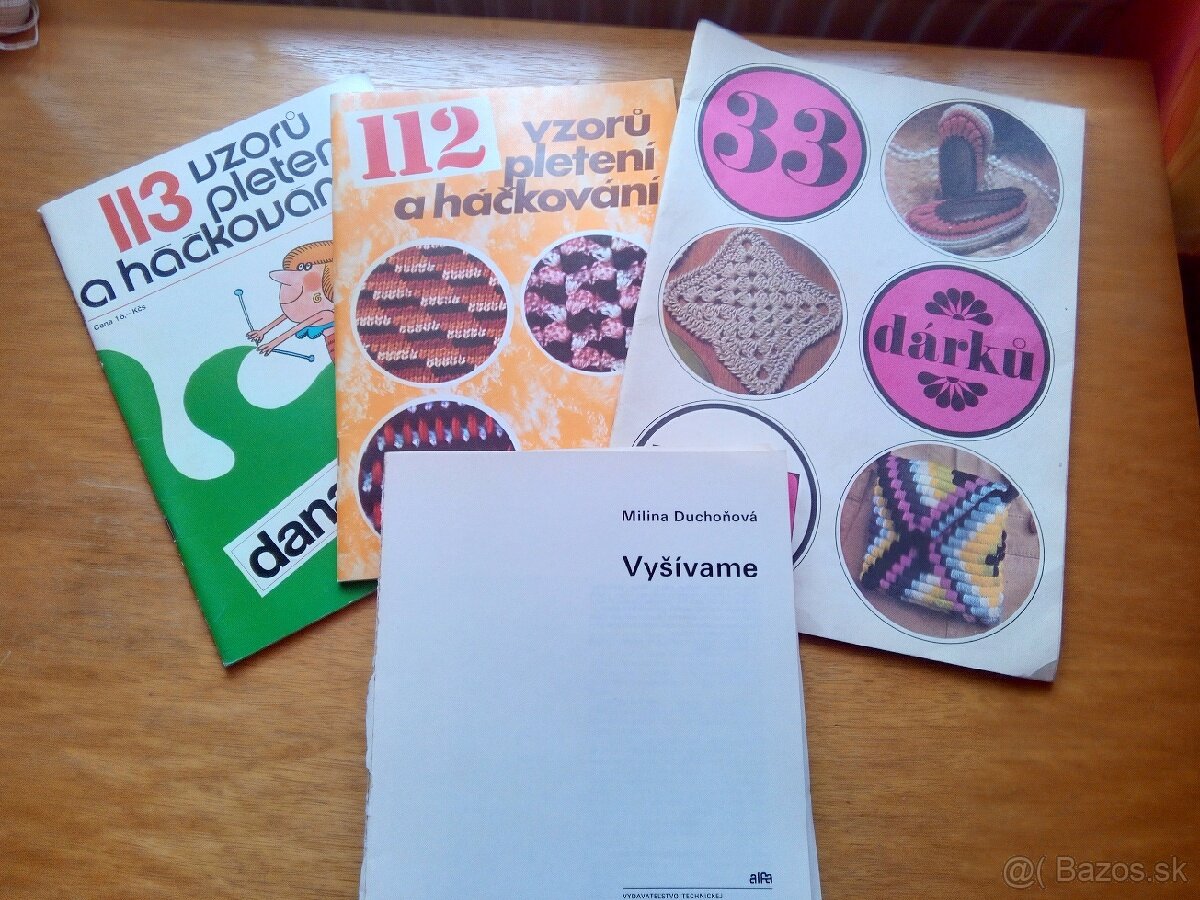 113 vzorů
pleten
a háčkován
Cena 10,- Kčs
dana
112 vzorů
pletení
a háčkování
33
dárků
Milina Duchoňová
Vyšívame
alfa
VYDAVATEĽSTVO TECHNICKEJ
@( Bazos.sk